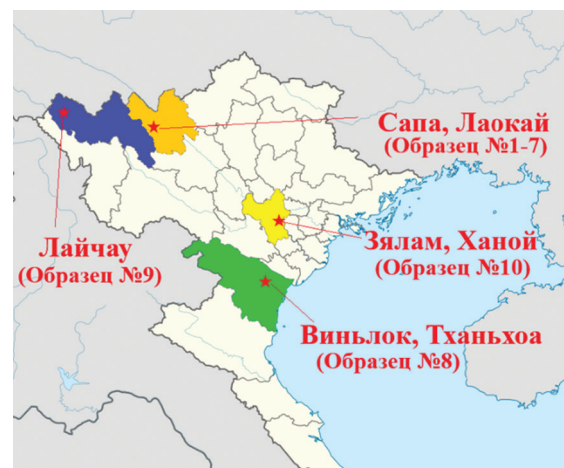 Сапа, Лаокай
(Образец №1-7)
Лайчау
(Образец №9)
Зялам, Ханой
(Образец №10)
Виньлок, Тханьхоа
(Образец №8)